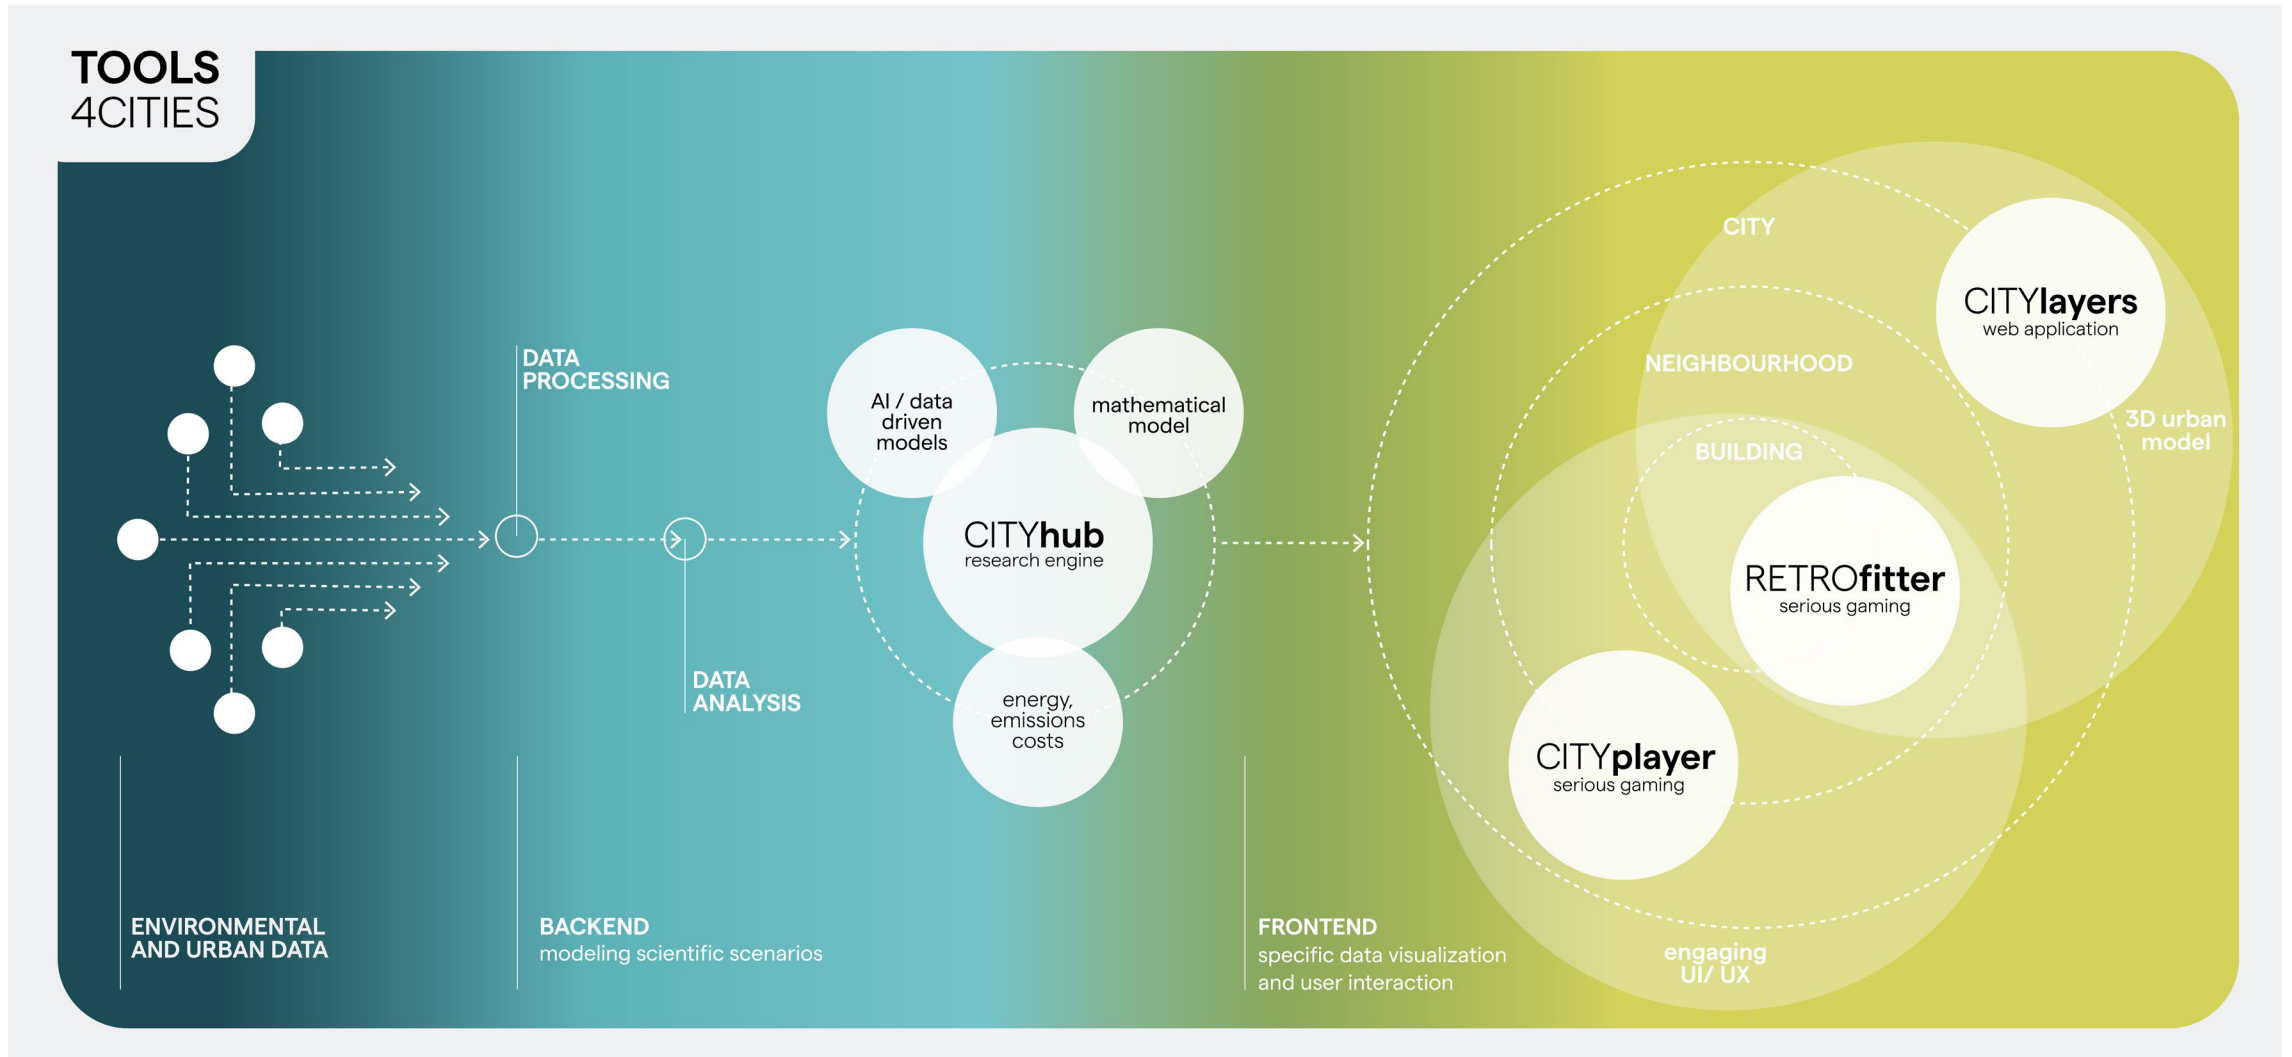 TOOLS
4CITIES
DATA
PROCESSING
DATA
ANALYSIS
AI / data
driven
models
mathematical
model
CITYhub
research engine
energy,
emissions
costs
CITY
NEIGHBOURHOOD
BUILDING
CITYlayers
web application
3D urban
model
RETROfitter
serious gaming
CITYplayer
serious gaming
engaging
UI/ UX
ENVIRONMENTAL
AND URBAN DATA
BACKEND
modeling scientific scenarios
FRONTEND
specific data visualization
and user interaction